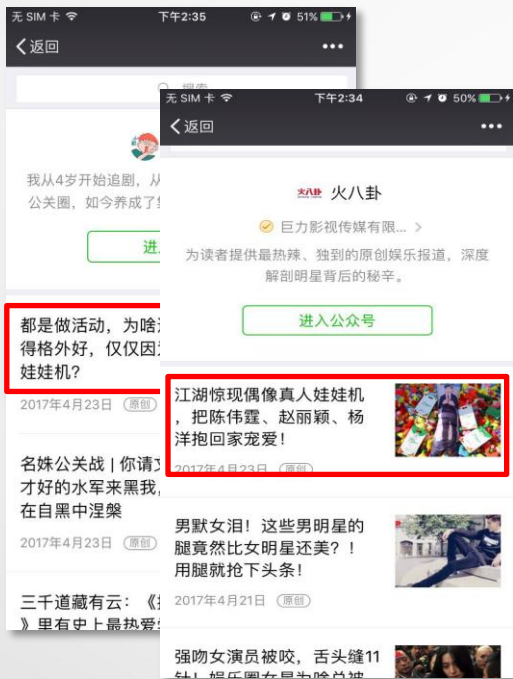 无 SIM 卡 下午2:35 51%
返回
我从4岁开始追剧，从
公关圈，如今养成了
进
都是做活动，为啥
得格外好，仅仅因
娃娃机？
2017年4月23日 原创
名姝公关战 | 你请
才好的水军来黑我，
在自黑中涅槃
2017年4月23日 原创
三千道藏有云：《
》里有史上最热爱
无 SIM 卡 下午2:34 50%
返回
火八卦 火八卦
巨力影视传媒有限... >
为读者提供最热辣、独到的原创娱乐报道，深度
解剖明星背后的秘辛。
进入公众号
江湖惊现偶像真人娃娃机
，把陈伟霆、赵丽颖、杨
洋抱回家宠爱！
2017年4月23日 原创
男默女泪！这些男明星的
腿竟然比女明星还美？！
用腿就抢下头条！
2017年4月21日 原创
强吻女演员被咬，舌头缝11
针！娱乐圈女星为啥总被